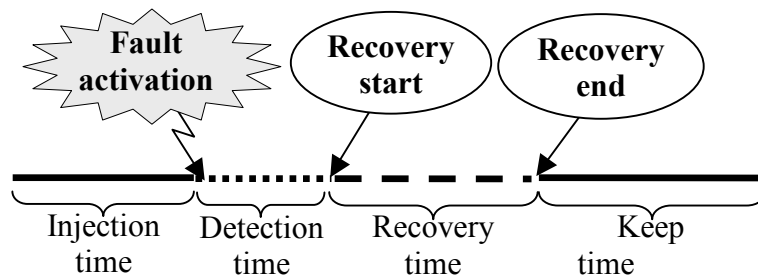 Fault
activation
Recovery
start
Recovery
end
Injection
time
Detection
time
Recovery
time
Keep
time